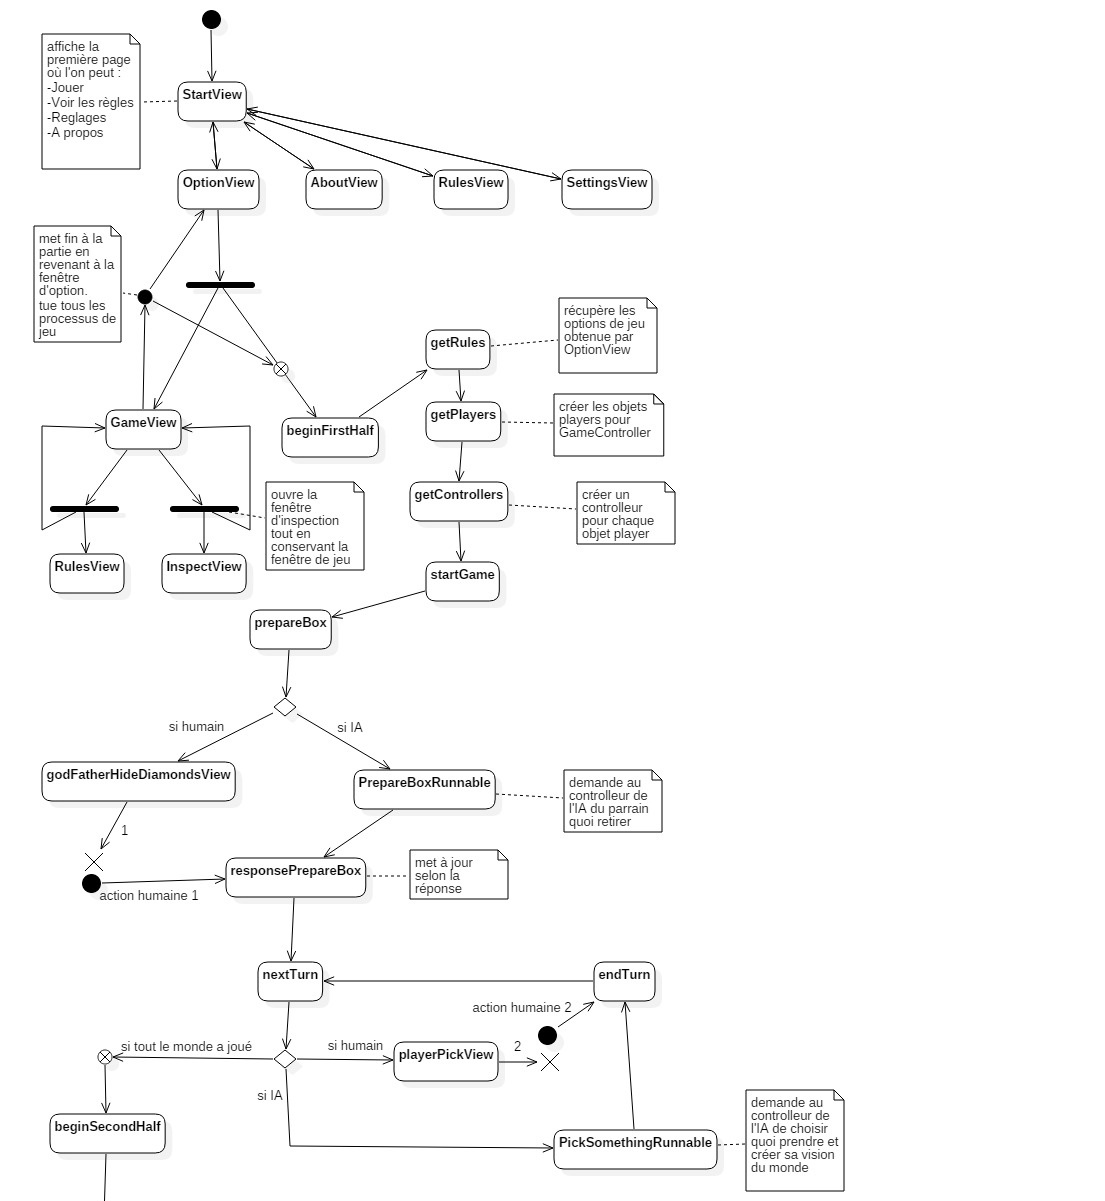 affiche la
première page
où l'on peut :
-Jouer
-Voir les règles
-Reglages
-A propos
StartView
OptionView
AboutView
RulesView
SettingsView
met fin à la
partie en
revenant à la
fenêtre
d'option.
tue tous les
processus de
jeu
récupère les
options de jeu
obtenue par
OptionView
getRules
créer les objets
players pour
GameController
getPlayers
GameView
beginFirstHalf
ouvre la
fenêtre
d'inspection
tout en
conservant la
fenêtre de jeu
getControllers
créer un
controlleur
pour chaque
objet player
RulesView
InspectView
startGame
prepareBox
si humain
si IA
godFatherHideDiamondsView
PrepareBoxRunnable
demande au
controlleur de
l'IA du parrain
quoi retirer
1
responsePrepareBox
met à jour
selon la
réponse
action humaine 1
nextTurn
endTurn
action humaine 2
si tout le monde a joué
si humain
playerPickView
2
si IA
beginSecondHalf
PickSomethingRunnable
demande au
controlleur de
l'IA de choisir
quoi prendre et
créer sa vision
du monde